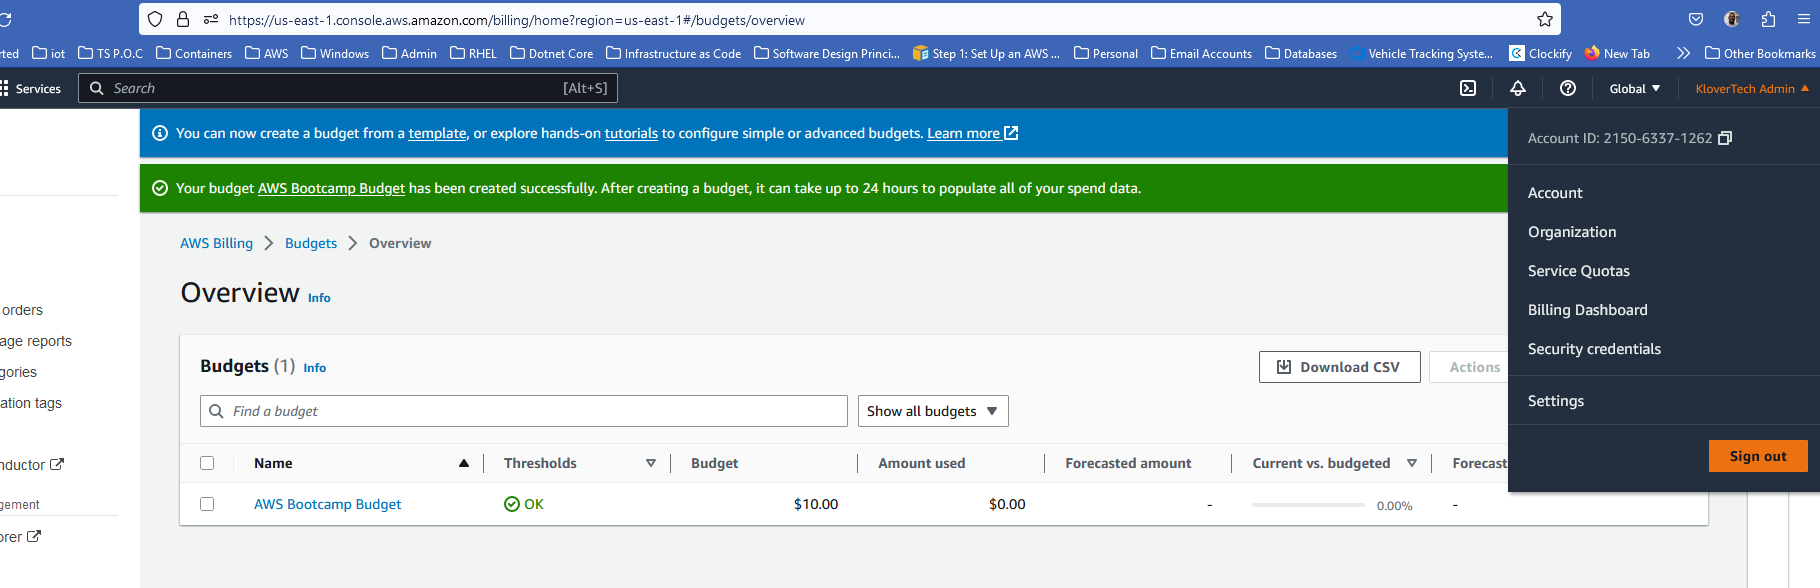 https://us-east-1.console.aws.amazon.com/billing/home?region=us-east-1#/budgets/overview
rted iot TS P.O.C Containers AWS Windows Admin RHEL Dotnet Core Infrastructure as Code Software Design Princi... Step 1: Set Up an AWS ... Personal Email Accounts Databases Vehicle Tracking Syste... Clockify New Tab Other Bookmarks
Services Search [Alt+S] Global KloverTech Admin
You can now create a budget from a template, or explore hands-on tutorials to configure simple or advanced budgets. Learn more
Account ID: 2150-6337-1262
Your budget AWS Bootcamp Budget has been created successfully. After creating a budget, it can take up to 24 hours to populate all of your spend data.
Account
Organization
Service Quotas
Billing Dashboard
Security credentials
Settings
Sign out
AWS Billing > Budgets > Overview
Overview Info
orders
age reports
gories
ation tags
nductor
gement
orer
Budgets (1) Info Download CSV Actions
Find a budget Show all budgets
Name Thresholds Budget Amount used Forecasted amount Current vs. budgeted Forecast
AWS Bootcamp Budget OK $10.00 $0.00 - 0.00% -